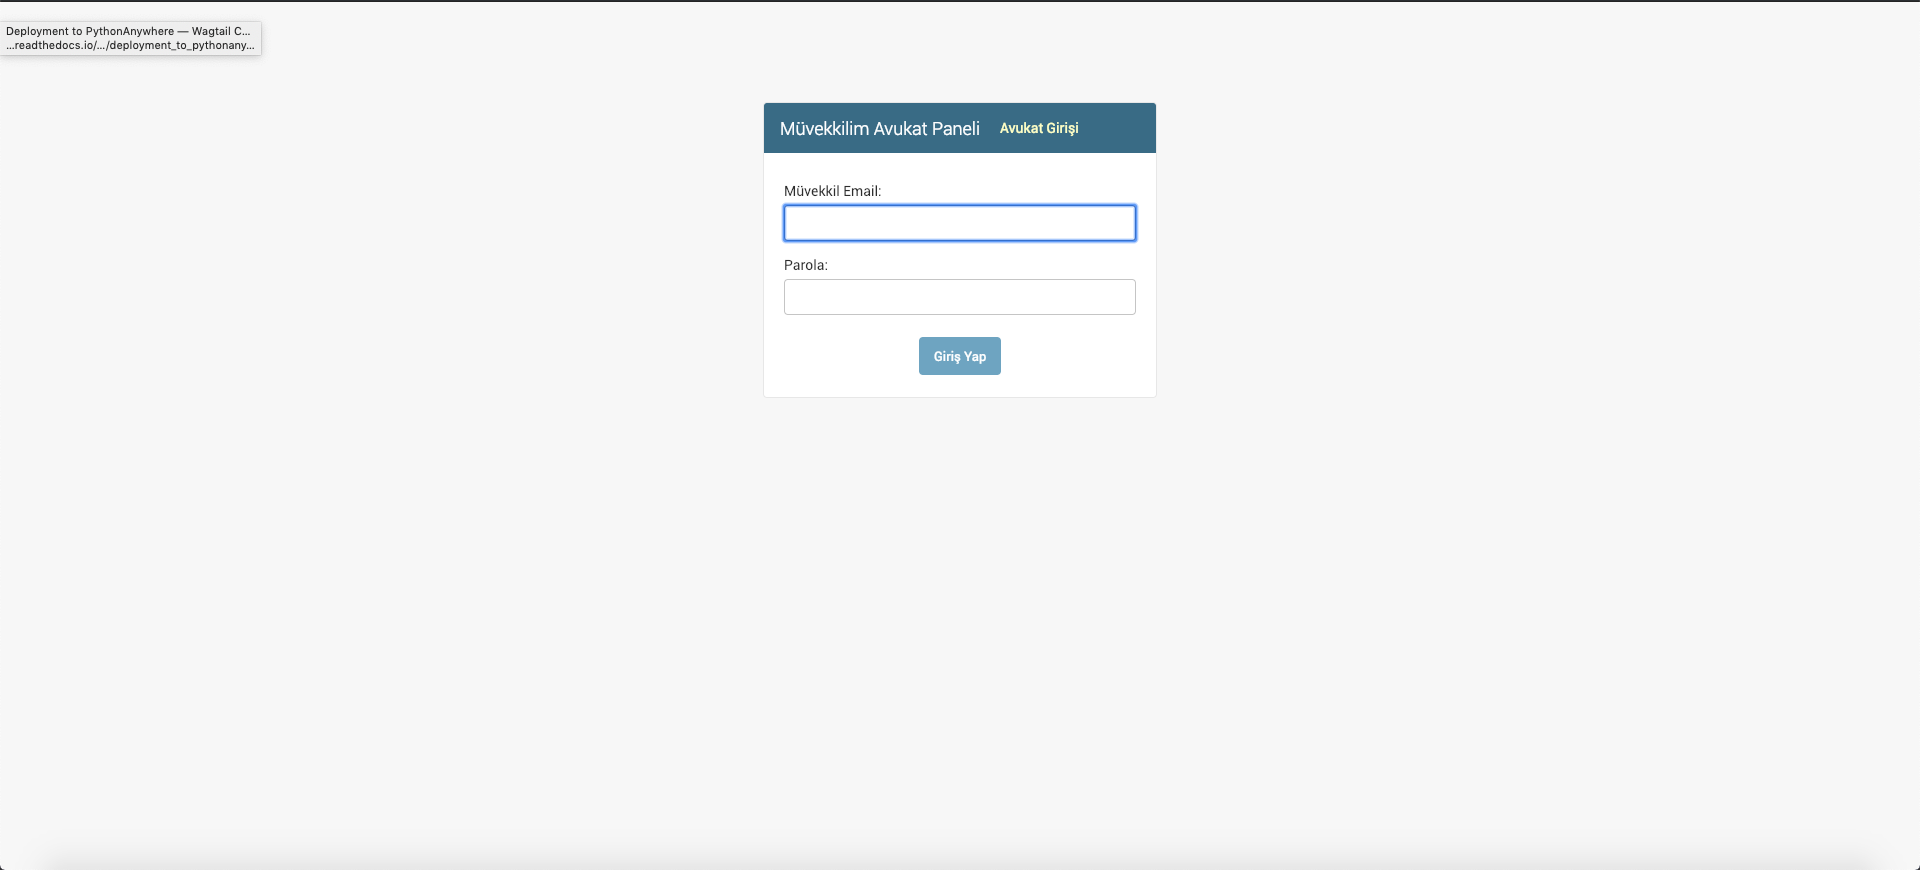 Deployment to PythonAnywhere — Wagtail C...
...readthedocs.io/.../deployment_to_pythonany...
Müvekkilim Avukat Paneli Avukat Girişi
Müvekkil Email:
Parola:
Giriş Yap